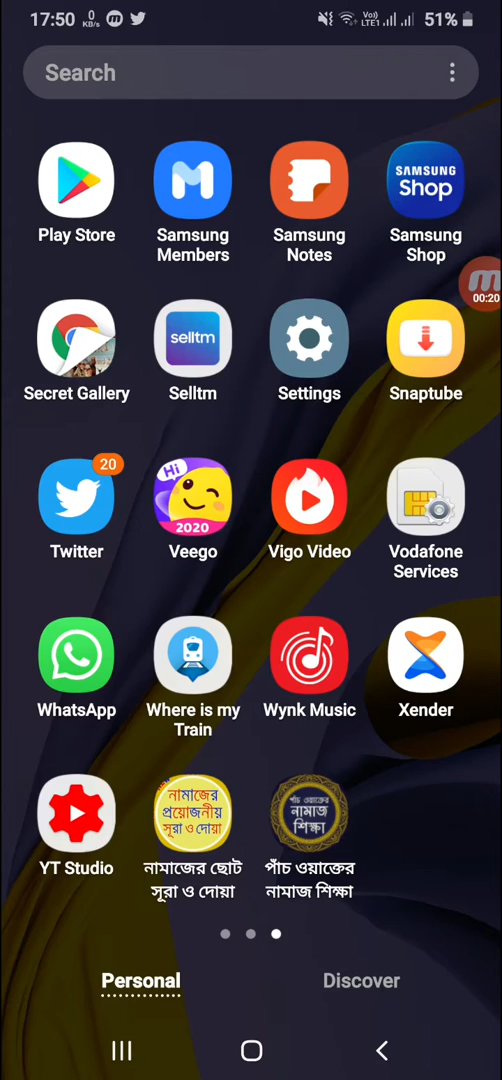 17:50 0 KB/s Vo)) LTE1 51%
Search
SAMSUNG
Shop
Play Store
Samsung
Members
Samsung
Notes
Samsung
Shop
00:20
selltm
Secret Gallery
Selltm
Settings
Snaptube
20
Hi
2020
Twitter
Veego
Vigo Video
Vodafone
Services
WhatsApp
Where is my
Train
Wynk Music
Xender
নামাজের
প্রয়োজনীয়
সূরা ও দোয়া
পাঁচ ওয়াক্তের
নামাজ
শিক্ষা
YT Studio
নামাজের ছোট
সূরা ও দোয়া
পাঁচ ওয়াক্তের
নামাজ শিক্ষা
Personal
Discover